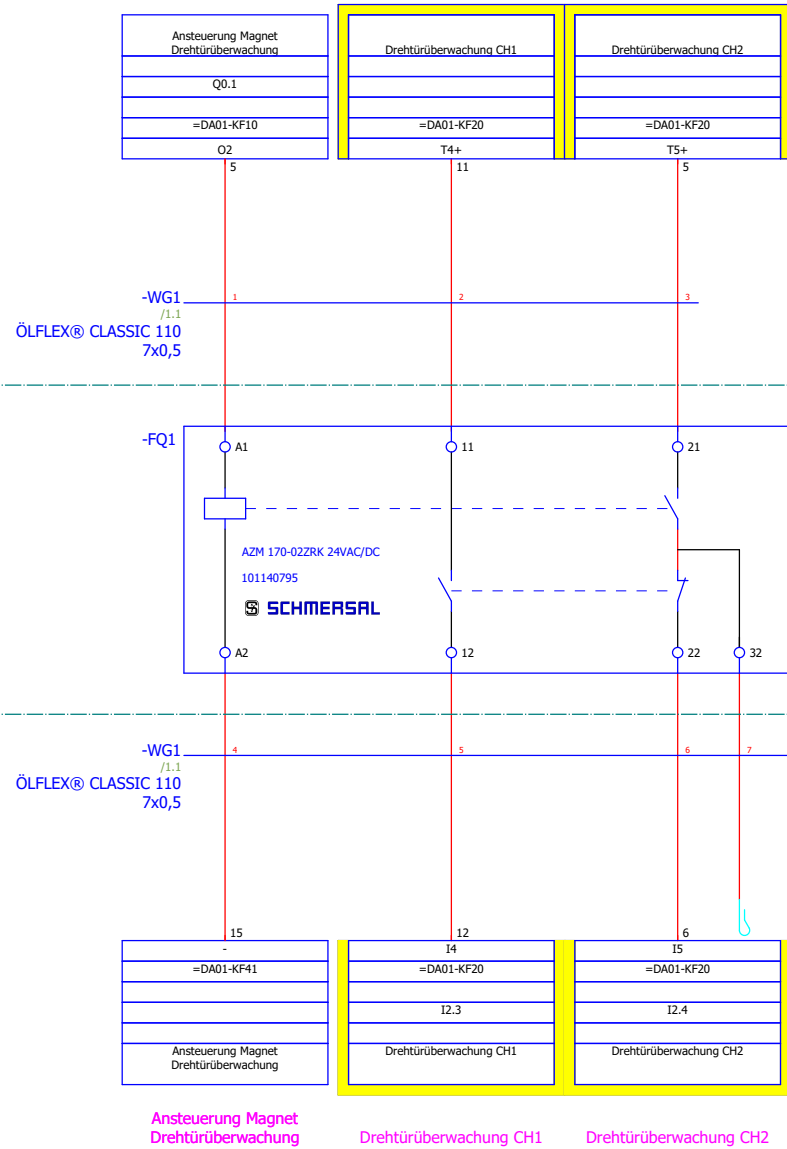 Ansteuerung Magnet
Drehtürüberwachung
Drehtürüberwachung CH1
Drehtürüberwachung CH2
Q0.1
=DA01-KF10
=DA01-KF20
=DA01-KF20
O2
T4+
T5+
5
11
5
-WG1
1
2
3
/1.1
ÖLFLEX® CLASSIC 110
7x0,5
-FQ1
A1
11
21
AZM 170-02ZRK 24VAC/DC
101140795
SCHMERSAL
A2
12
22
32
-WG1
4
5
6
7
/1.1
ÖLFLEX® CLASSIC 110
7x0,5
15
12
6
-
I4
I5
=DA01-KF41
=DA01-KF20
=DA01-KF20
I2.3
I2.4
Ansteuerung Magnet
Drehtürüberwachung
Drehtürüberwachung CH1
Drehtürüberwachung CH2
Ansteuerung Magnet
Drehtürüberwachung
Drehtürüberwachung CH1
Drehtürüberwachung CH2